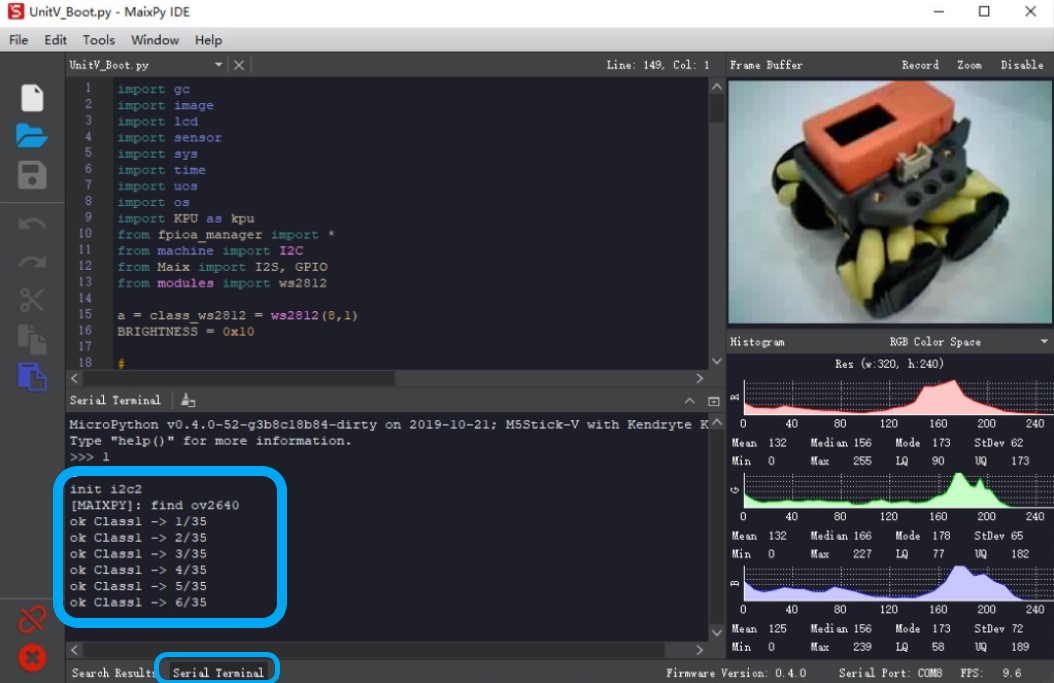 UnitV_Boot.py - MaixPy IDE
File Edit Tools Window Help
UnitV_Boot.py
Line: 149, Col: 1
Frame Buffer Record Zoom Disable
1 import gc
2 import image
3 import lcd
4 import sensor
5 import sys
6 import time
7 import uos
8 import os
9 import KPU as kpu
10 from fpioa_manager import *
11 from machine import I2C
12 from Maix import I2S, GPIO
13 from modules import ws2812
14
15 a = class_ws2812 = ws2812(8,1)
16 BRIGHTNESS = 0x10
17
18 #
Serial Terminal
MicroPython v0.4.0-52-g3b8c18b84-dirty on 2019-10-21; M5Stick-V with Kendryte K
Type "help()" for more information.
>>> l
init i2c2
[MAIXPY]: find ov2640
ok Class1 -> 1/35
ok Class1 -> 2/35
ok Class1 -> 3/35
ok Class1 -> 4/35
ok Class1 -> 5/35
ok Class1 -> 6/35
Histogram RGB Color Space
Res (w:320, h:240)
R
0 40 80 120 160 200 240
Mean 132 Median 156 Mode 173 StDev 62
Min 0 Max 255 LQ 90 UQ 173
G
0 40 80 120 160 200 240
Mean 132 Median 166 Mode 178 StDev 65
Min 0 Max 227 LQ 77 UQ 182
B
0 40 80 120 160 200 240
Mean 125 Median 156 Mode 173 StDev 72
Min 0 Max 239 LQ 58 UQ 189
Search Results Serial Terminal
Firmware Version: 0.4.0 Serial Port: COM8 FPS: 9.6